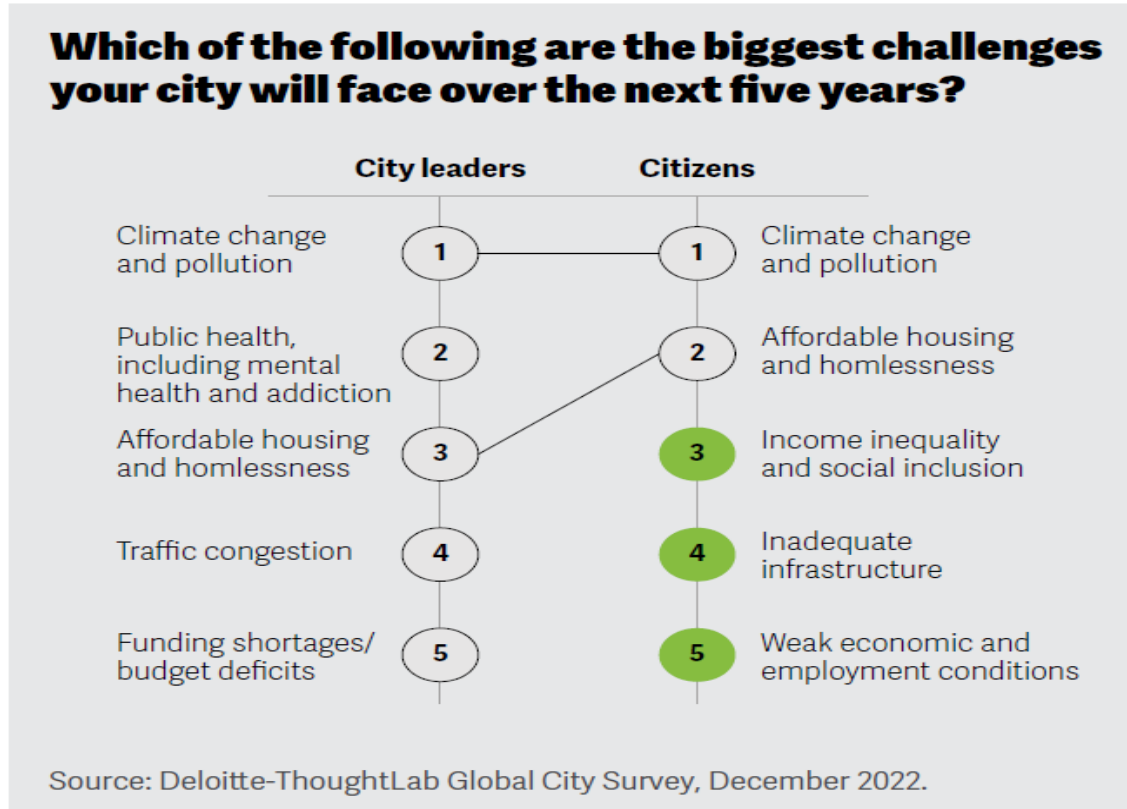 Which of the following are the biggest challenges
your city will face over the next five years?
City leaders
Citizens
Climate change
and pollution
1
1
Climate change
and pollution
Public health,
including mental
health and addiction
2
2
Affordable housing
and homlessness
Affordable housing
and homlessness
3
3
Income inequality
and social inclusion
Traffic congestion
4
4
Inadequate
infrastructure
Funding shortages/
budget deficits
5
5
Weak economic and
employment conditions
Source: Deloitte-ThoughtLab Global City Survey, December 2022.